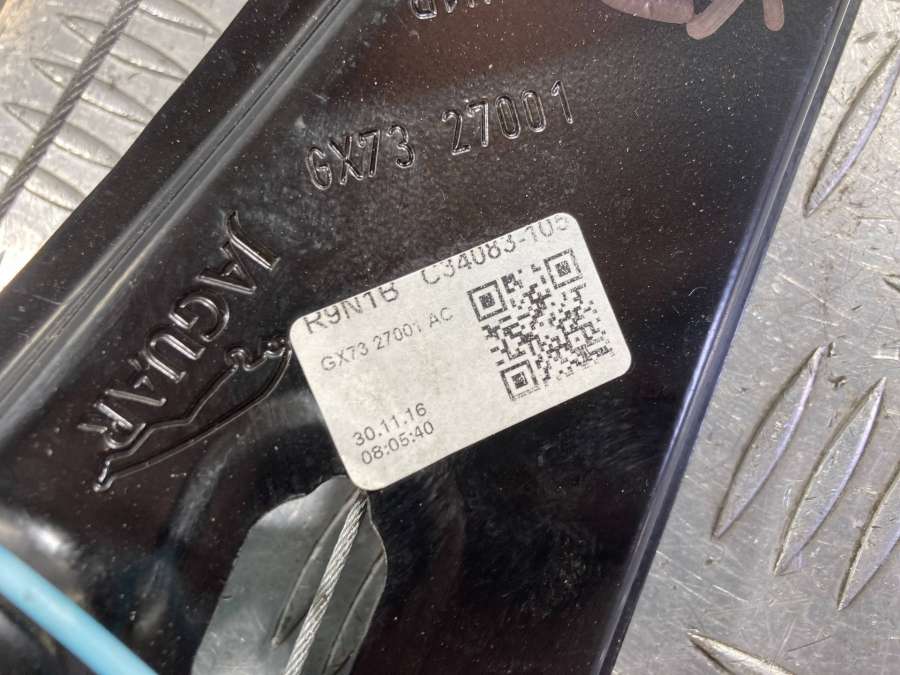 GX73 27001
JAGUAR
R9N1B C34083-105
GX73 27001 AC
30.11.16
08:05:40